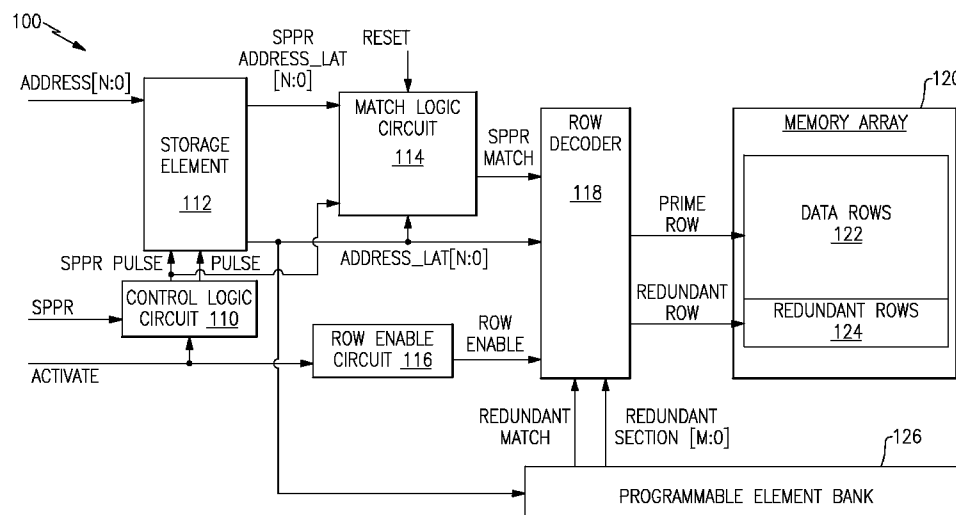 100
ADDRESS[N:0]
STORAGE
ELEMENT
112
SPPR
ADDRESS_LAT
[N:0]
RESET
MATCH LOGIC
CIRCUIT
114
SPPR
MATCH
ROW
DECODER
118
120
MEMORY ARRAY
DATA ROWS
122
REDUNDANT ROWS
124
PRIME
ROW
REDUNDANT
ROW
SPPR PULSE
PULSE
ADDRESS_LAT[N:0]
SPPR
CONTROL LOGIC
CIRCUIT 110
ACTIVATE
ROW ENABLE
CIRCUIT 116
ROW
ENABLE
REDUNDANT
MATCH
REDUNDANT
SECTION [M:0]
126
PROGRAMMABLE ELEMENT BANK